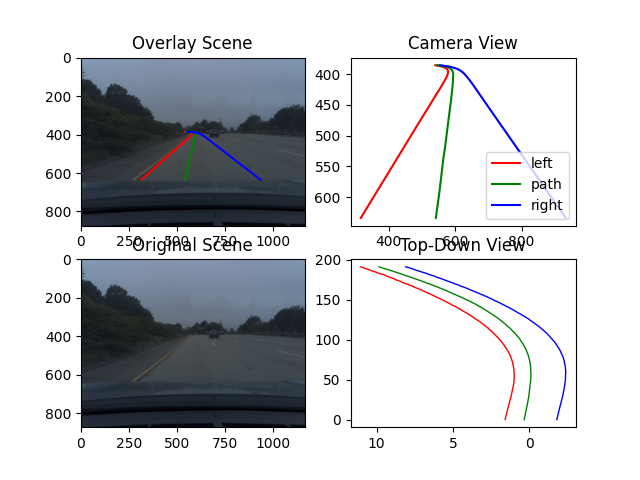 Overlay Scene
0
200
400
600
800
0 250 500 750 1000
Camera View
400
450
500
550
600
400 600 800
left
path
right
Original Scene
0
200
400
600
800
0 250 500 750 1000
Top-Down View
200
150
100
50
0
10 5 0